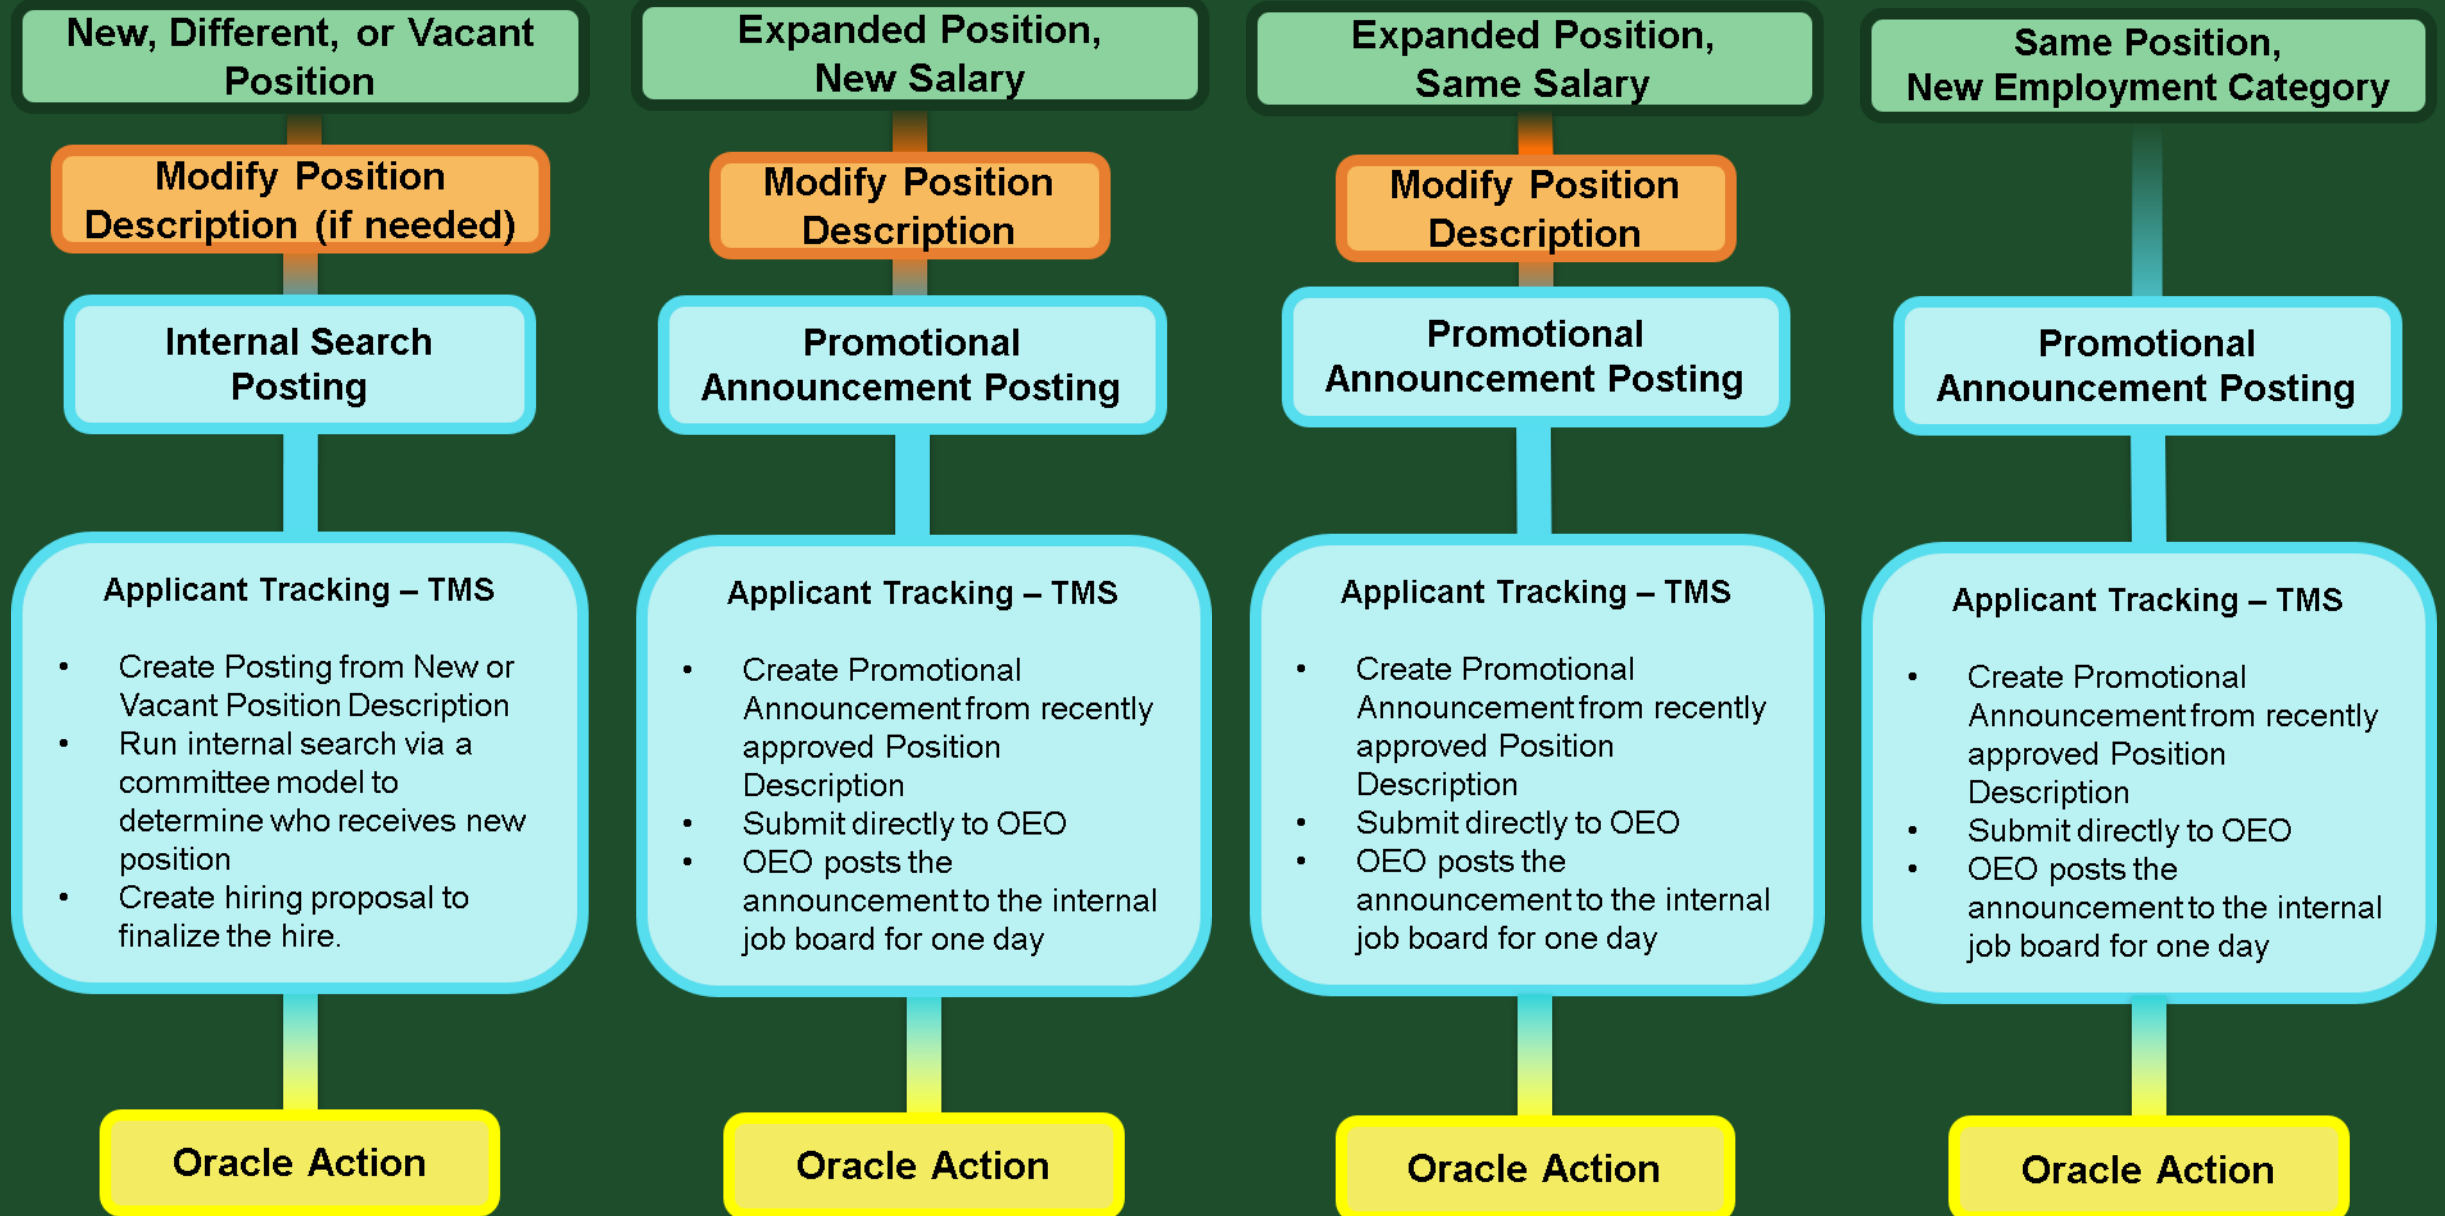 New, Different, or Vacant
Position
Modify Position
Description (if needed)
Internal Search
Posting
Applicant Tracking – TMS
• Create Posting from New or
Vacant Position Description
• Run internal search via a
committee model to
determine who receives new
position
• Create hiring proposal to
finalize the hire.
Oracle Action
Expanded Position,
New Salary
Modify Position
Description
Promotional
Announcement Posting
Applicant Tracking – TMS
• Create Promotional
Announcement from recently
approved Position
Description
• Submit directly to OEO
• OEO posts the
announcement to the internal
job board for one day
Oracle Action
Expanded Position,
Same Salary
Modify Position
Description
Promotional
Announcement Posting
Applicant Tracking – TMS
• Create Promotional
Announcement from recently
approved Position
Description
• Submit directly to OEO
• OEO posts the
announcement to the internal
job board for one day
Oracle Action
Same Position,
New Employment Category
Promotional
Announcement Posting
Applicant Tracking – TMS
• Create Promotional
Announcement from recently
approved Position
Description
• Submit directly to OEO
• OEO posts the
announcement to the internal
job board for one day
Oracle Action